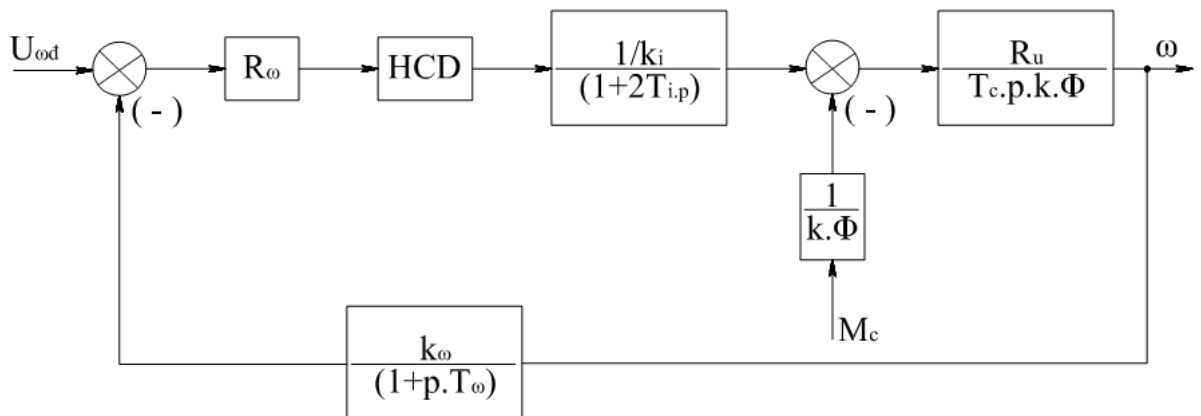 U_ωđ
R_ω
HCD
1/k_i
(1+2T_i.p)
R_u
T_c.p.k.Φ
ω
( - )
( - )
1
k.Φ
M_c
k_ω
(1+p.T_ω)